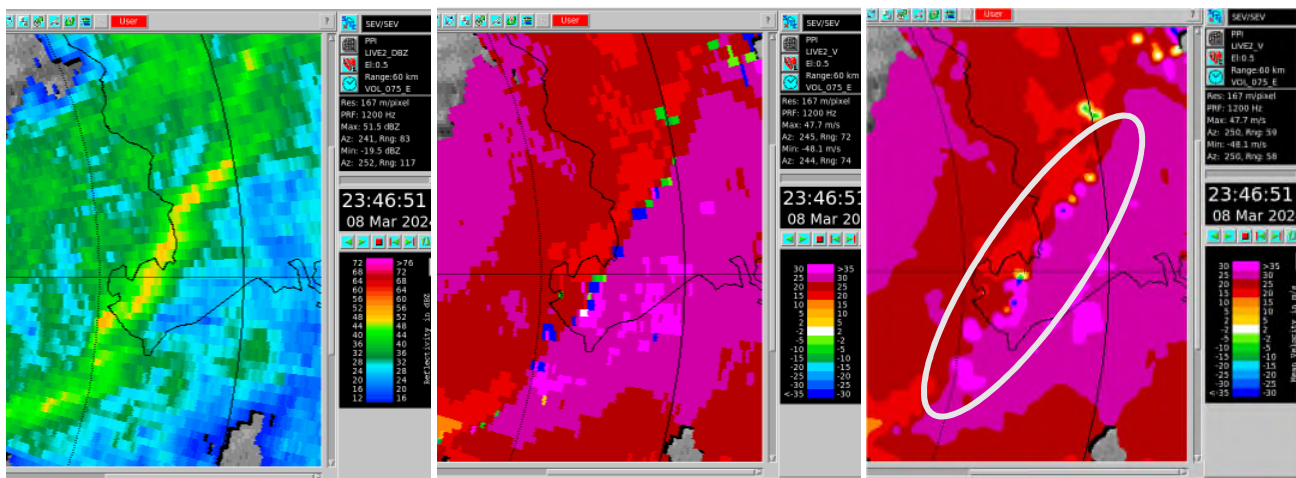 User
?
SEV/SEV
PPI
LIVE2_DBZ
El:0.5
Range:60 km
VOL_075_E
Res: 167 m/pixel
PRF: 1200 Hz
Max: 51.5 dBZ
Az: 241, Rng: 83
Min: -19.5 dBZ
Az: 252, Rng: 117
23:46:51
08 Mar 202
72 >76
68 72
64 68
60 64
56 60
52 56
48 52
44 48
40 44
36 40
32 36
28 32
24 28
20 24
16 20
12 16
Reflectivity in dBZ
User
?
SEV/SEV
PPI
LIVE2_V
El:0.5
Range:60 km
VOL_075_E
Res: 167 m/pixel
PRF: 1200 Hz
Max: 47.7 m/s
Az: 245, Rng: 72
Min: -48.1 m/s
Az: 244, Rng: 74
23:46:51
08 Mar 20
30 >35
25 30
20 25
15 20
10 15
5 10
2 5
-2 2
-5 -2
-10 -5
-15 -10
-20 -15
-25 -20
-30 -25
<-35 -30
User
?
SEV/SEV
PPI
LIVE2_V
El:0.5
Range:60 km
VOL_075_E
Res: 167 m/pixel
PRF: 1200 Hz
Max: 47.7 m/s
Az: 250, Rng: 59
Min: -48.1 m/s
Az: 250, Rng: 58
23:46:51
08 Mar 202
30 >35
25 30
20 25
15 20
10 15
5 10
2 5
-2 2
-5 -2
-10 -5
-15 -10
-20 -15
-25 -20
-30 -25
<-35 -30
Mean Velocity in m/s